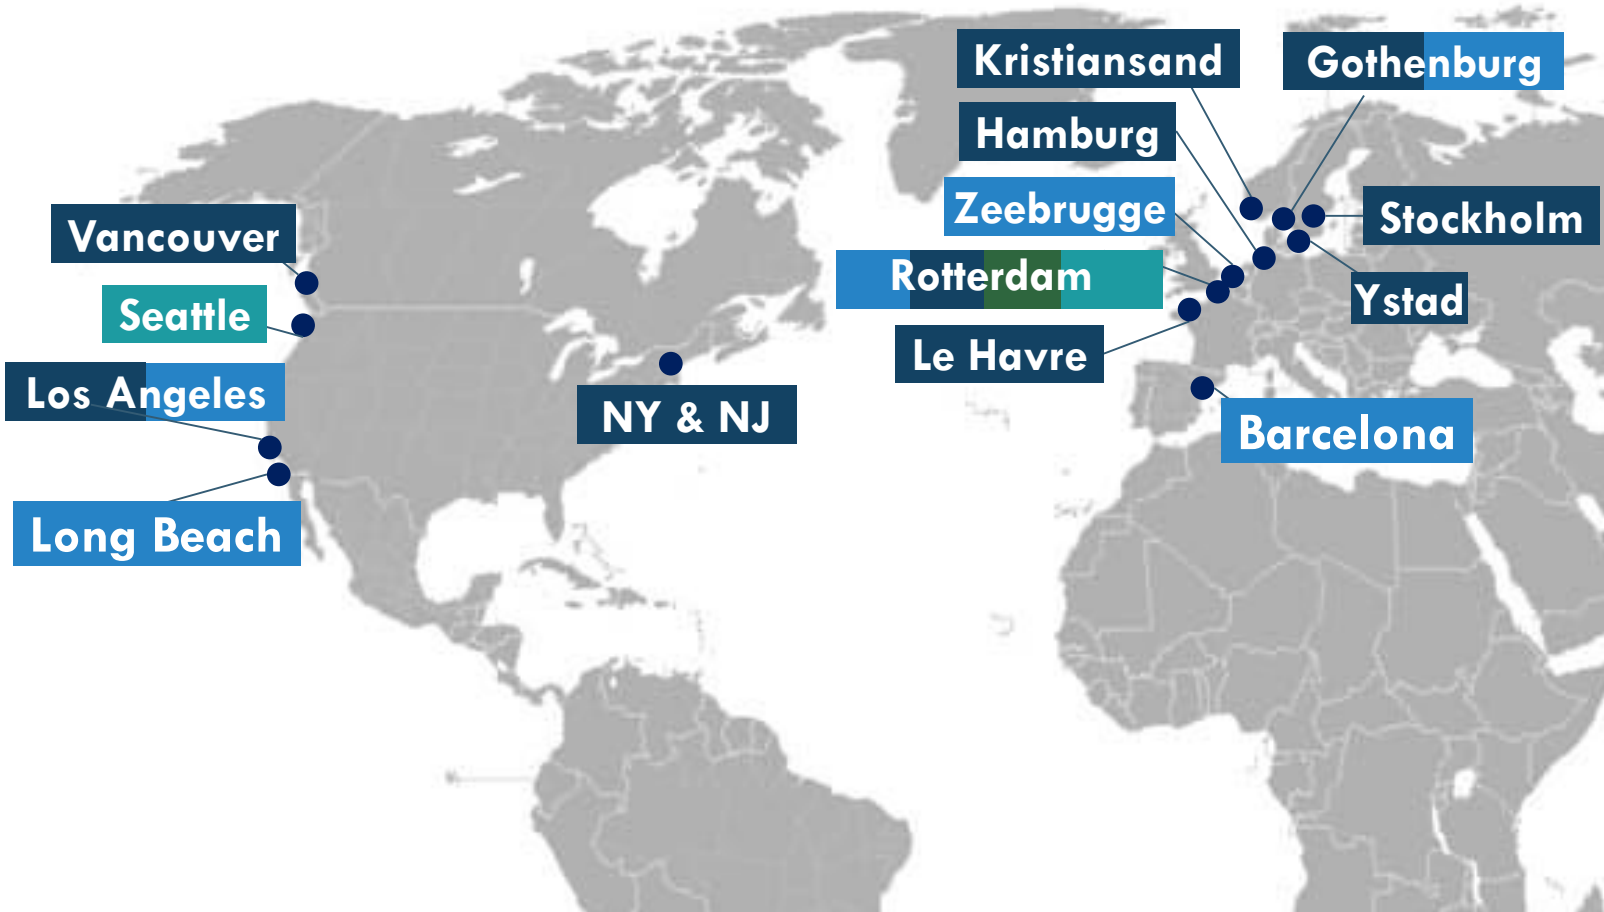 Kristiansand
Gothenburg
Hamburg
Zeebrugge
Stockholm
Vancouver
Rotterdam
Seattle
Ystad
Le Havre
Los Angeles
NY & NJ
Barcelona
Long Beach